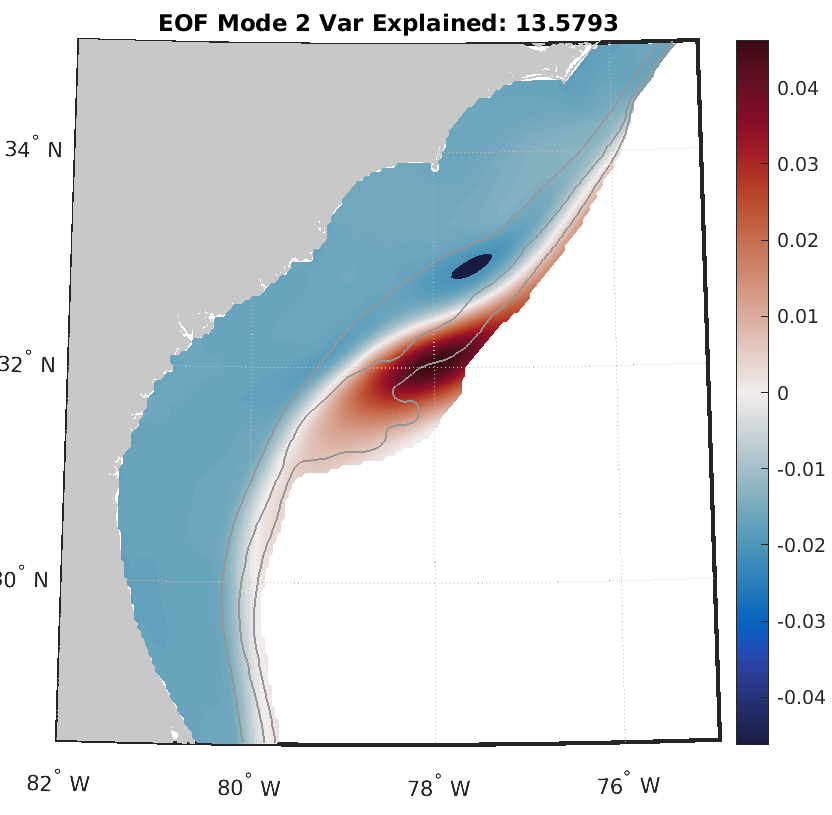 EOF Mode 2 Var Explained: 13.5793
34° N
32° N
30° N
82° W
80° W
78° W
76° W
0.04
0.03
0.02
0.01
0
-0.01
-0.02
-0.03
-0.04